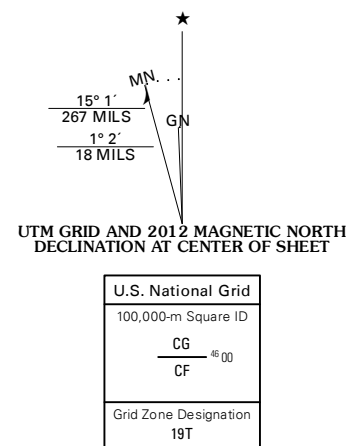 ★
MN
15° 1´
267 MILS
GN
1° 2´
18 MILS
UTM GRID AND 2012 MAGNETIC NORTH
DECLINATION AT CENTER OF SHEET
U.S. National Grid
100,000-m Square ID
CG
46 00
CF
Grid Zone Designation
19T